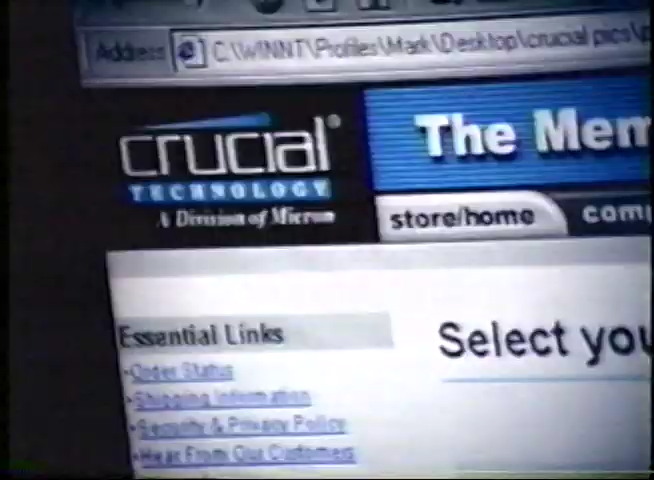 Address C:\WINNT\Profiles\Mark\Desktop\crucial pics\
crucial®
TECHNOLOGY
A Division of Micron
The Mem
store/home
com
Essential Links
Select you
•Order Status
•Shipping Information
•Security & Privacy Policy
•Hear From Our Customers